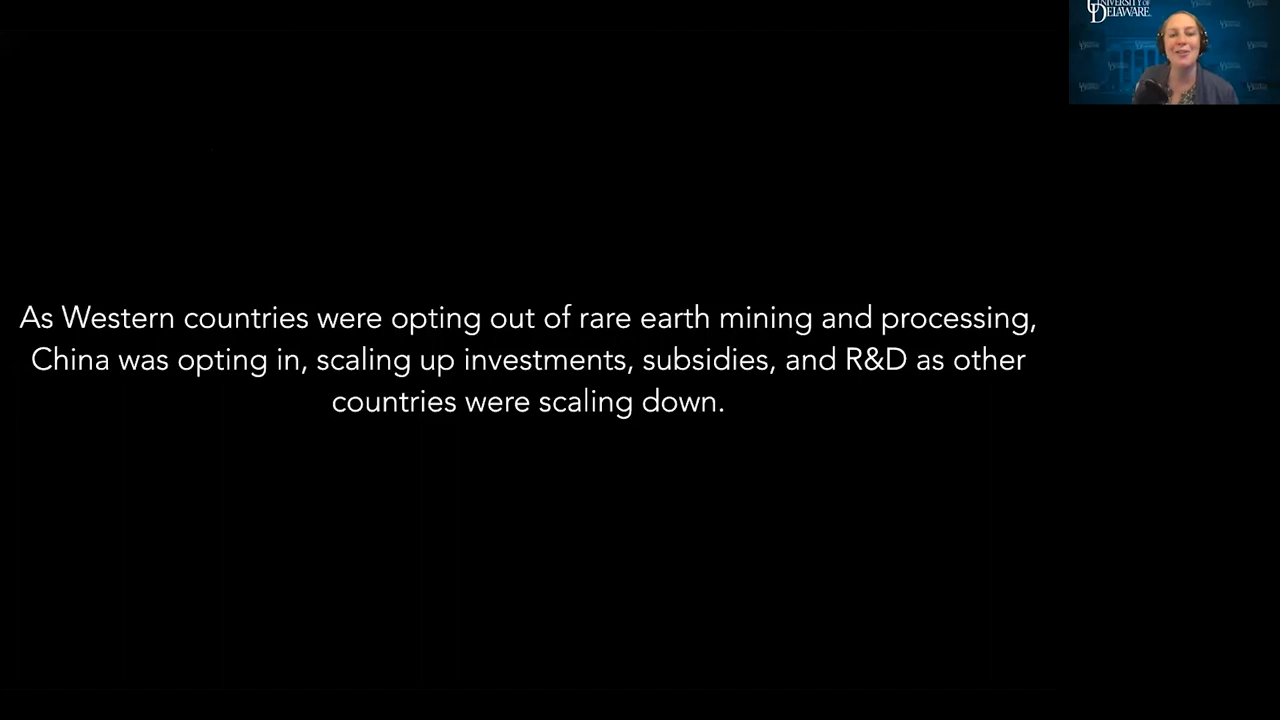 UNIVERSITY OF
DELAWARE
As Western countries were opting out of rare earth mining and processing,
China was opting in, scaling up investments, subsidies, and R&D as other
countries were scaling down.